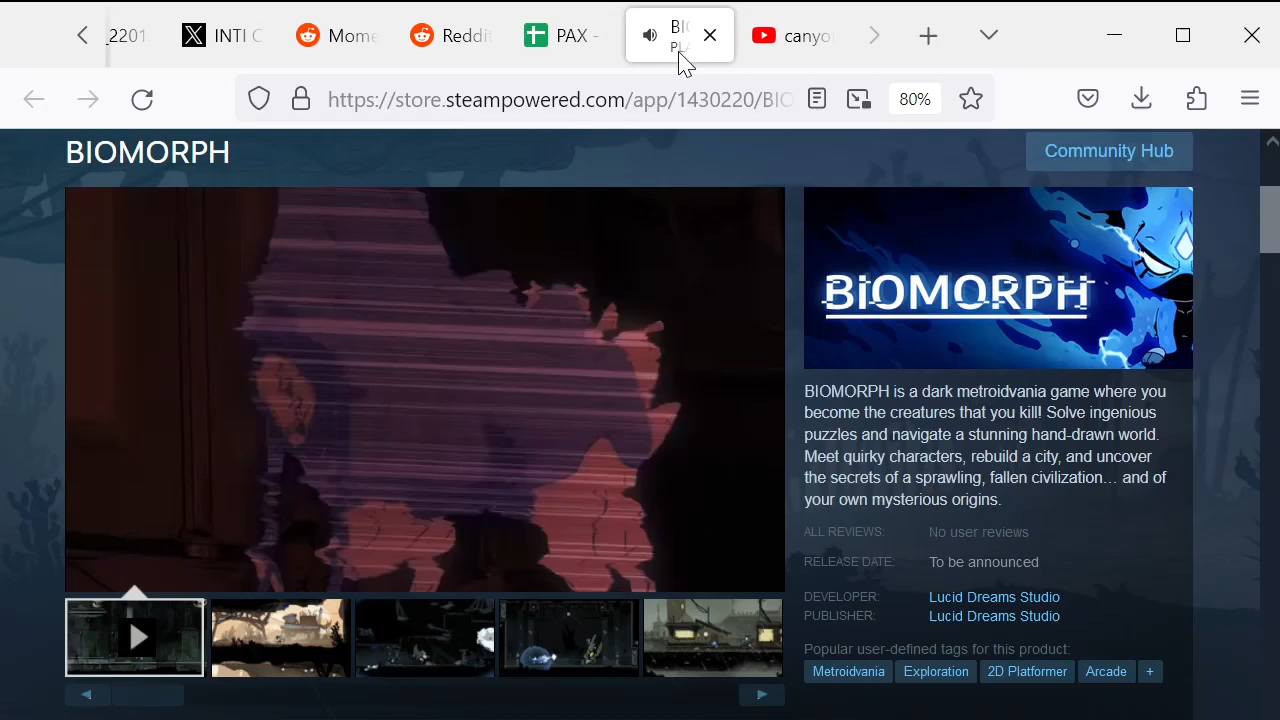 _2201.
INTI C
Mome
Reddi
PAX -
BIO
PLA
canyo
https://store.steampowered.com/app/1430220/BIO
80%
BIOMORPH
Community Hub
BIOMORPH
BIOMORPH is a dark metroidvania game where you
become the creatures that you kill! Solve ingenious
puzzles and navigate a stunning hand-drawn world.
Meet quirky characters, rebuild a city, and uncover
the secrets of a sprawling, fallen civilization... and of
your own mysterious origins.
ALL REVIEWS: No user reviews
RELEASE DATE: To be announced
DEVELOPER: Lucid Dreams Studio
PUBLISHER: Lucid Dreams Studio
Popular user-defined tags for this product:
Metroidvania Exploration 2D Platformer Arcade +